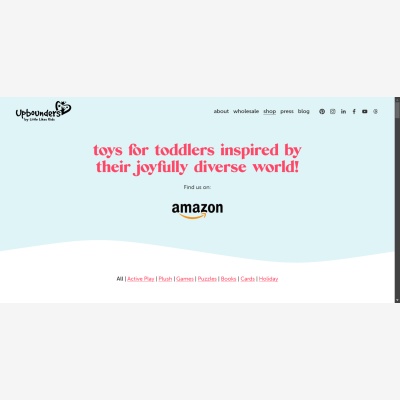 Upbounders
by Little Likes Kids
about wholesale shop press blog
toys for toddlers inspired by
their joyfully diverse world!
Find us on:
amazon
All | Active Play | Plush | Games | Puzzles | Books | Cards | Holiday